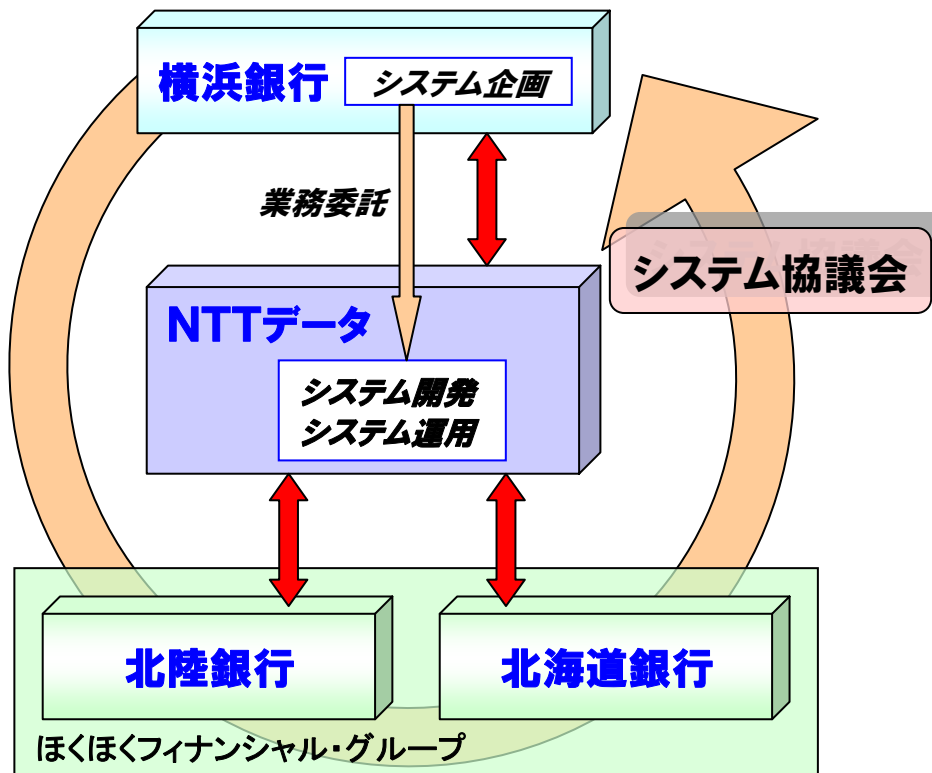 横浜銀行
システム企画
業務委託
システム協議会
NTTデータ
システム開発
システム運用
北陸銀行
北海道銀行
ほくほくフィナンシャル・グループ